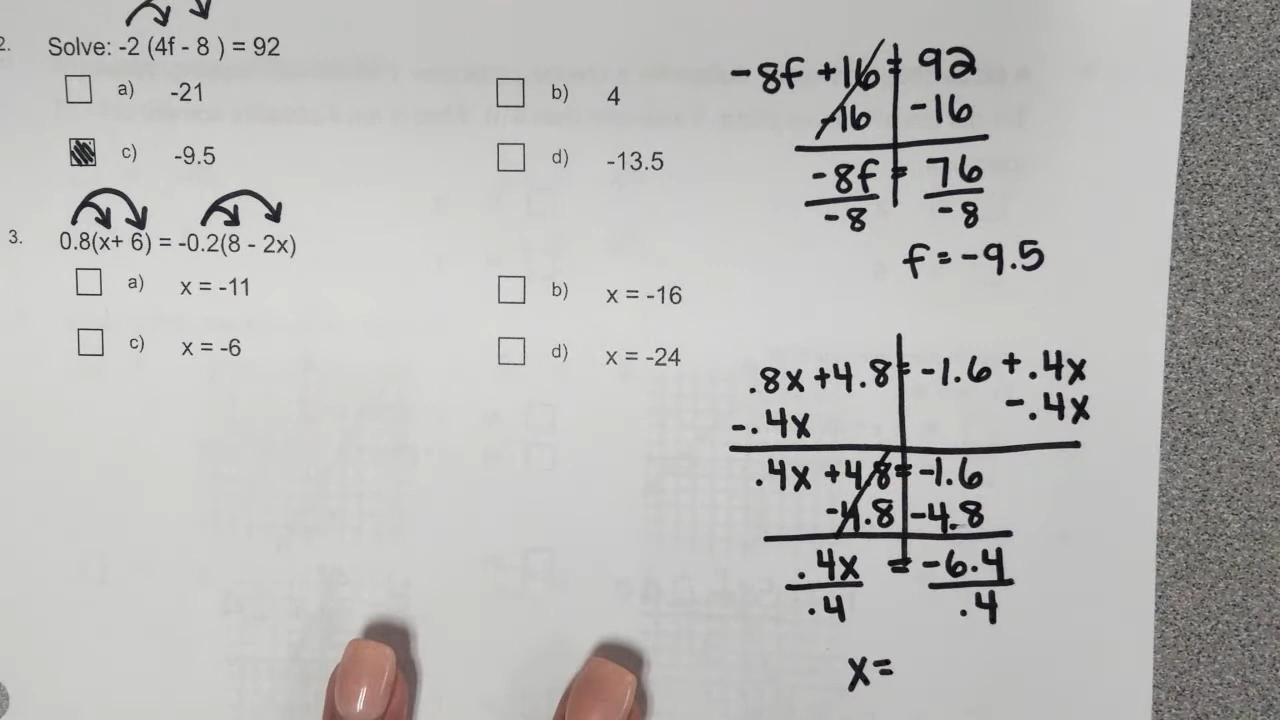 2. Solve: -2 (4f - 8 ) = 92
a) -21
b) 4
c) -9.5
d) -13.5
-8f +16 = 92
-16 -16
-8f = 76
-8 -8
f = -9.5
3. 0.8(x+ 6) = -0.2(8 - 2x)
a) x = -11
b) x = -16
c) x = -6
d) x = -24
.8x +4.8 = -1.6 + .4x
-.4x -.4x
.4x +4.8 = -1.6
-4.8 -4.8
.4x = -6.4
.4 .4
x =